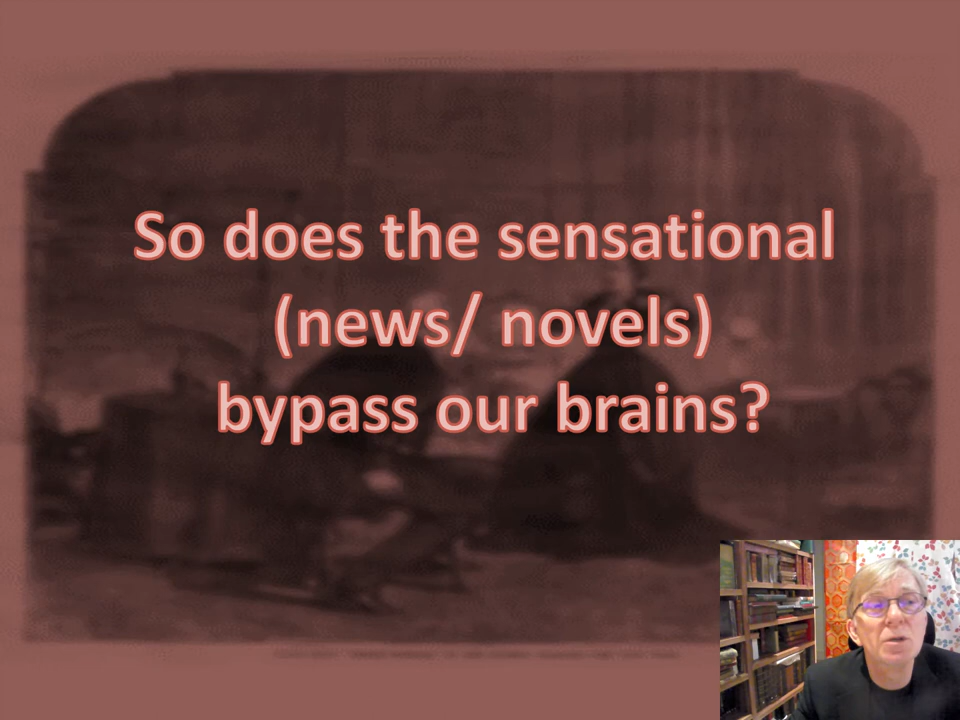 So does the sensational
(news/ novels)
bypass our brains?